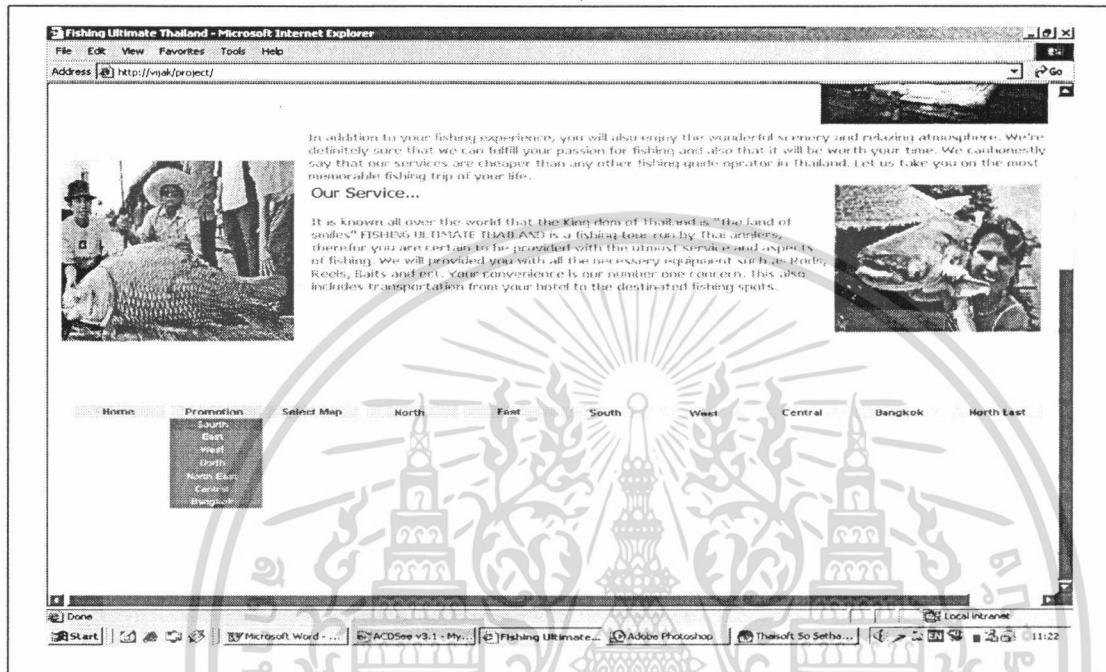 Fishing Ultimate Thailand - Microsoft Internet Explorer
File Edit View Favorites Tools Help
Address http://vijak/project/ Go
In addition to your fishing experience, you will also enjoy the wonderful scenery and relaxing atmosphere. We're
definitely sure that we can fulfill your passion for fishing and also that it will be worth your time. We canhonestly
say that our services are cheaper than any other fishing guide oprator in Thailand. Let us take you on the most
memorable fishing trip of your life.
Our Service...
It is known all over the world that the King dom of Thailand is "the land of
smiles" FISHING ULTIMATE THAILAND is a fishing tour run by Thai anglers,
therefor you are certain to be provided with the utmost service and aspects
of fishing. We will provided you with all the necessery equipment such as Rods,
Reels, Baits and ect. Your convenience is our number one concern. This also
includes transportation from your hotel to the destinated fishing spots.
Home Promotion Select Map North East South West Central Bangkok North East
South
East
West
North
North East
Central
Bangkok
Done Local intranet
Start Microsoft Word - ... ACDSee v3.1 - My... Fishing Ultimate... Adobe Photoshop Thaisoft So Setha... EN 11:22